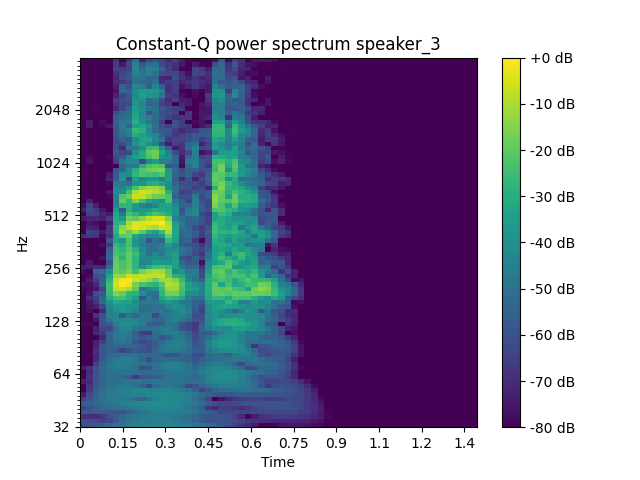 Constant-Q power spectrum speaker_3
Hz
2048
1024
512
256
128
64
32
0 0.15 0.3 0.45 0.6 0.75 0.9 1.1 1.2 1.4
Time
+0 dB
-10 dB
-20 dB
-30 dB
-40 dB
-50 dB
-60 dB
-70 dB
-80 dB